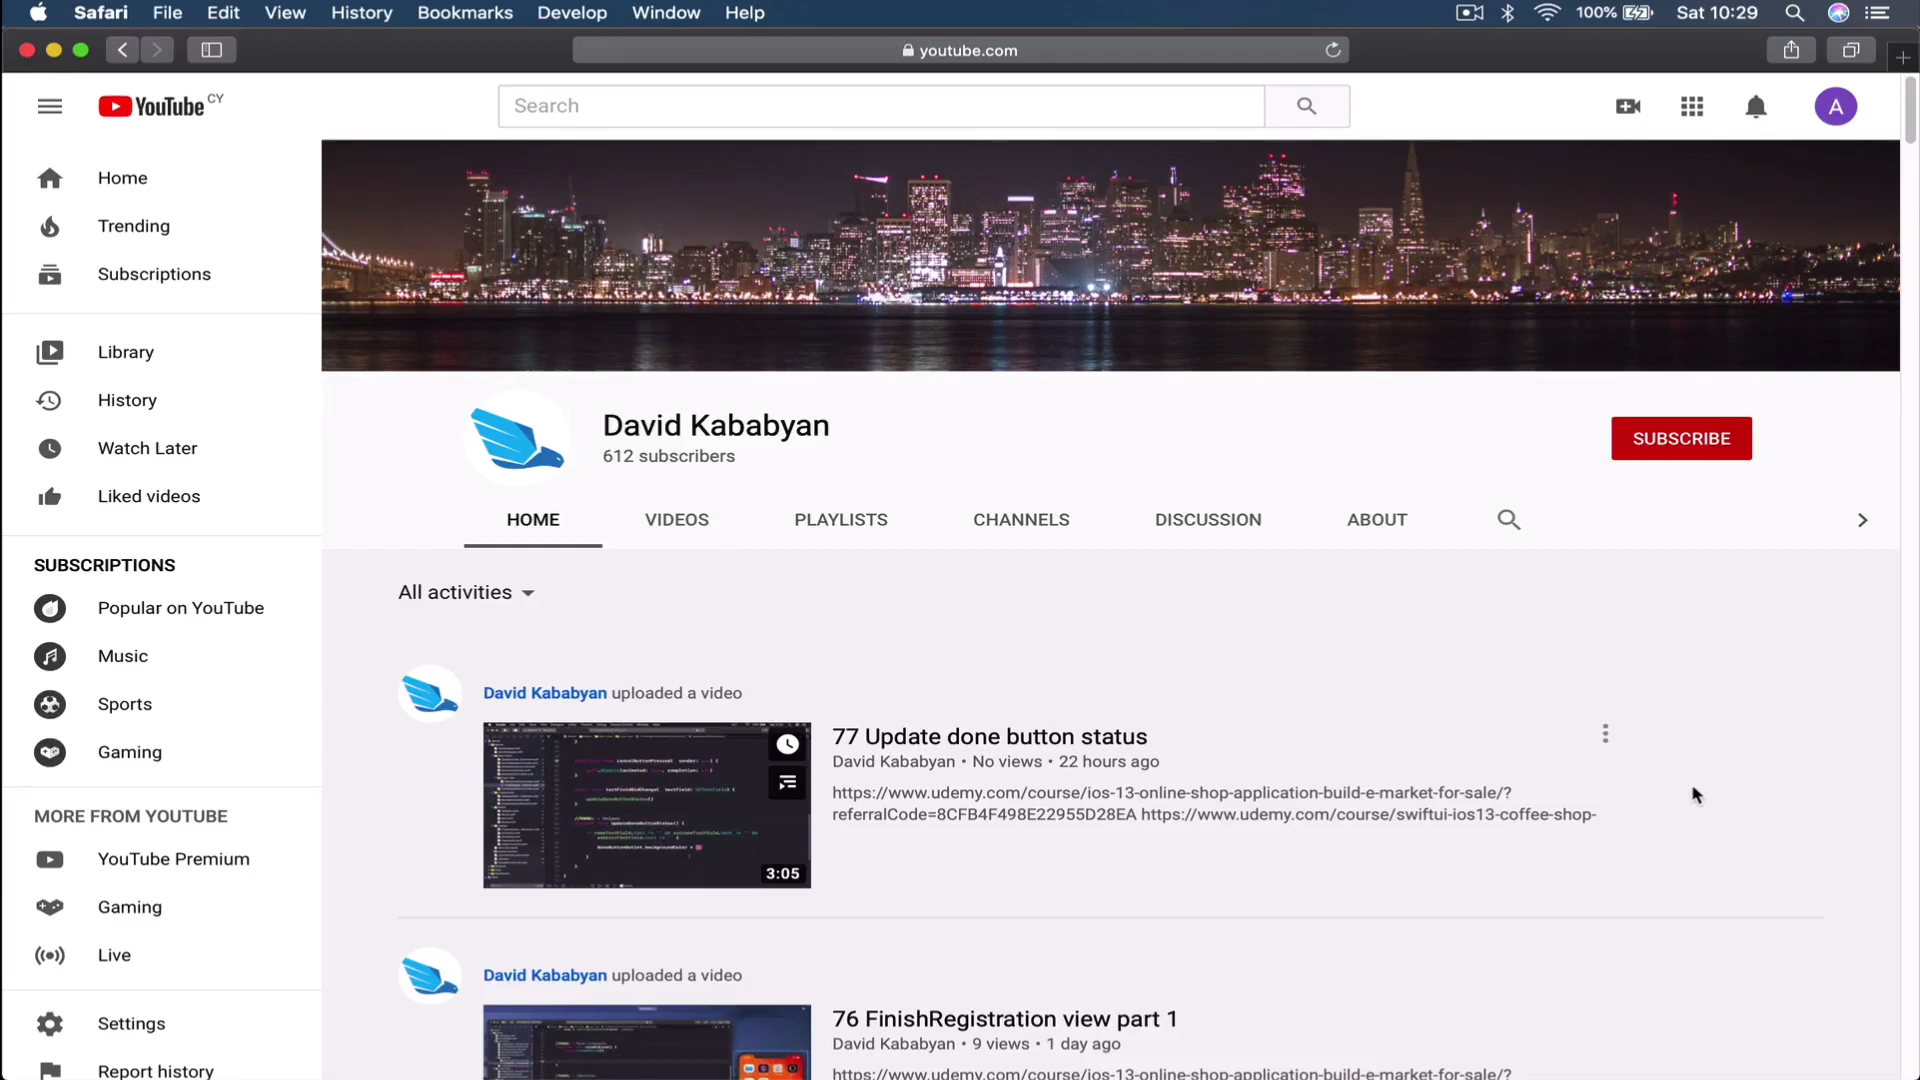 Safari File Edit View History Bookmarks Develop Window Help 100% Sat 10:29
youtube.com
YouTube CY
Search
A
Home
Trending
Subscriptions
Library
History
Watch Later
Liked videos
SUBSCRIPTIONS
Popular on YouTube
Music
Sports
Gaming
MORE FROM YOUTUBE
YouTube Premium
Gaming
Live
Settings
Report history
David Kababyan
612 subscribers
SUBSCRIBE
HOME VIDEOS PLAYLISTS CHANNELS DISCUSSION ABOUT
All activities
David Kababyan uploaded a video
3:05
77 Update done button status
David Kababyan • No views • 22 hours ago
https://www.udemy.com/course/ios-13-online-shop-application-build-e-market-for-sale/?
referralCode=8CFB4F498E22955D28EA https://www.udemy.com/course/swiftui-ios13-coffee-shop-
David Kababyan uploaded a video
76 FinishRegistration view part 1
David Kababyan • 9 views • 1 day ago
https://www.udemy.com/course/ios-13-online-shop-application-build-e-market-for-sale/?